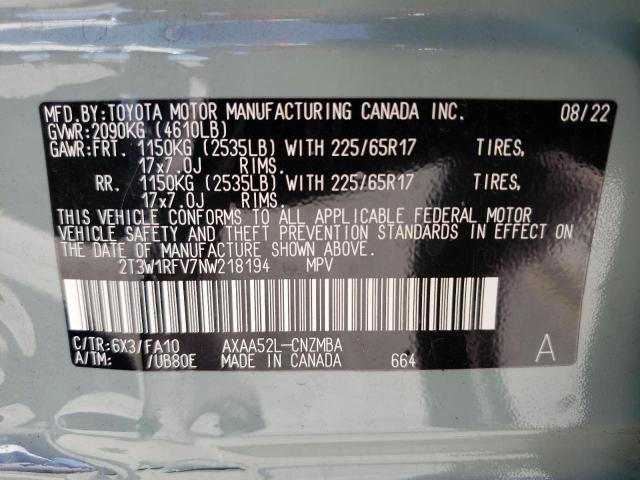 MFD.BY:TOYOTA MOTOR MANUFACTURING CANADA INC. 08/22
GVWR:2090KG (4610LB)
GAWR:FRT. 1150KG (2535LB) WITH 225/65R17 TIRES,
17x7.0J RIMS.
RR. 1150KG (2535LB) WITH 225/65R17 TIRES,
17x7.0J RIMS.
THIS VEHICLE CONFORMS TO ALL APPLICABLE FEDERAL MOTOR
VEHICLE SAFETY AND THEFT PREVENTION STANDARDS IN EFFECT ON
THE DATE OF MANUFACTURE SHOWN ABOVE.
2T3W1RFV7NW218194 MPV
C/TR:6X3/FA10 AXAA52L-CNZMBA
A/TM: /UB80E MADE IN CANADA 664 A